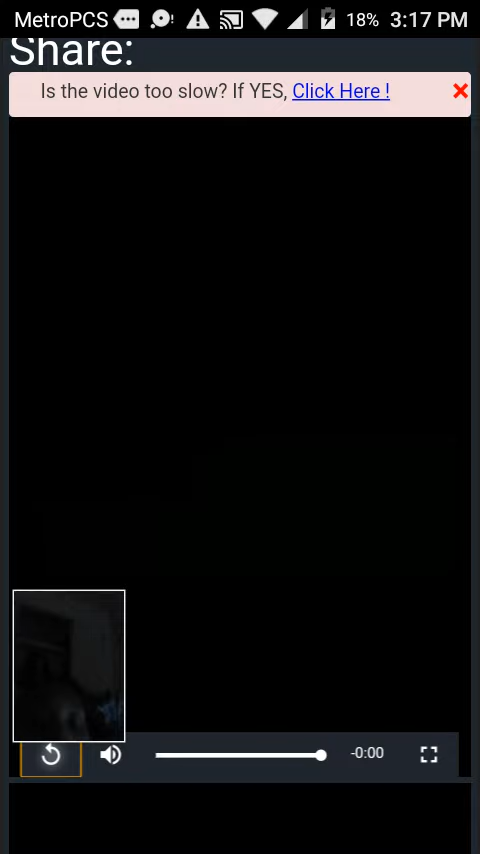 MetroPCS 18% 3:17 PM
Share:
Is the video too slow? If YES, Click Here !
-0:00